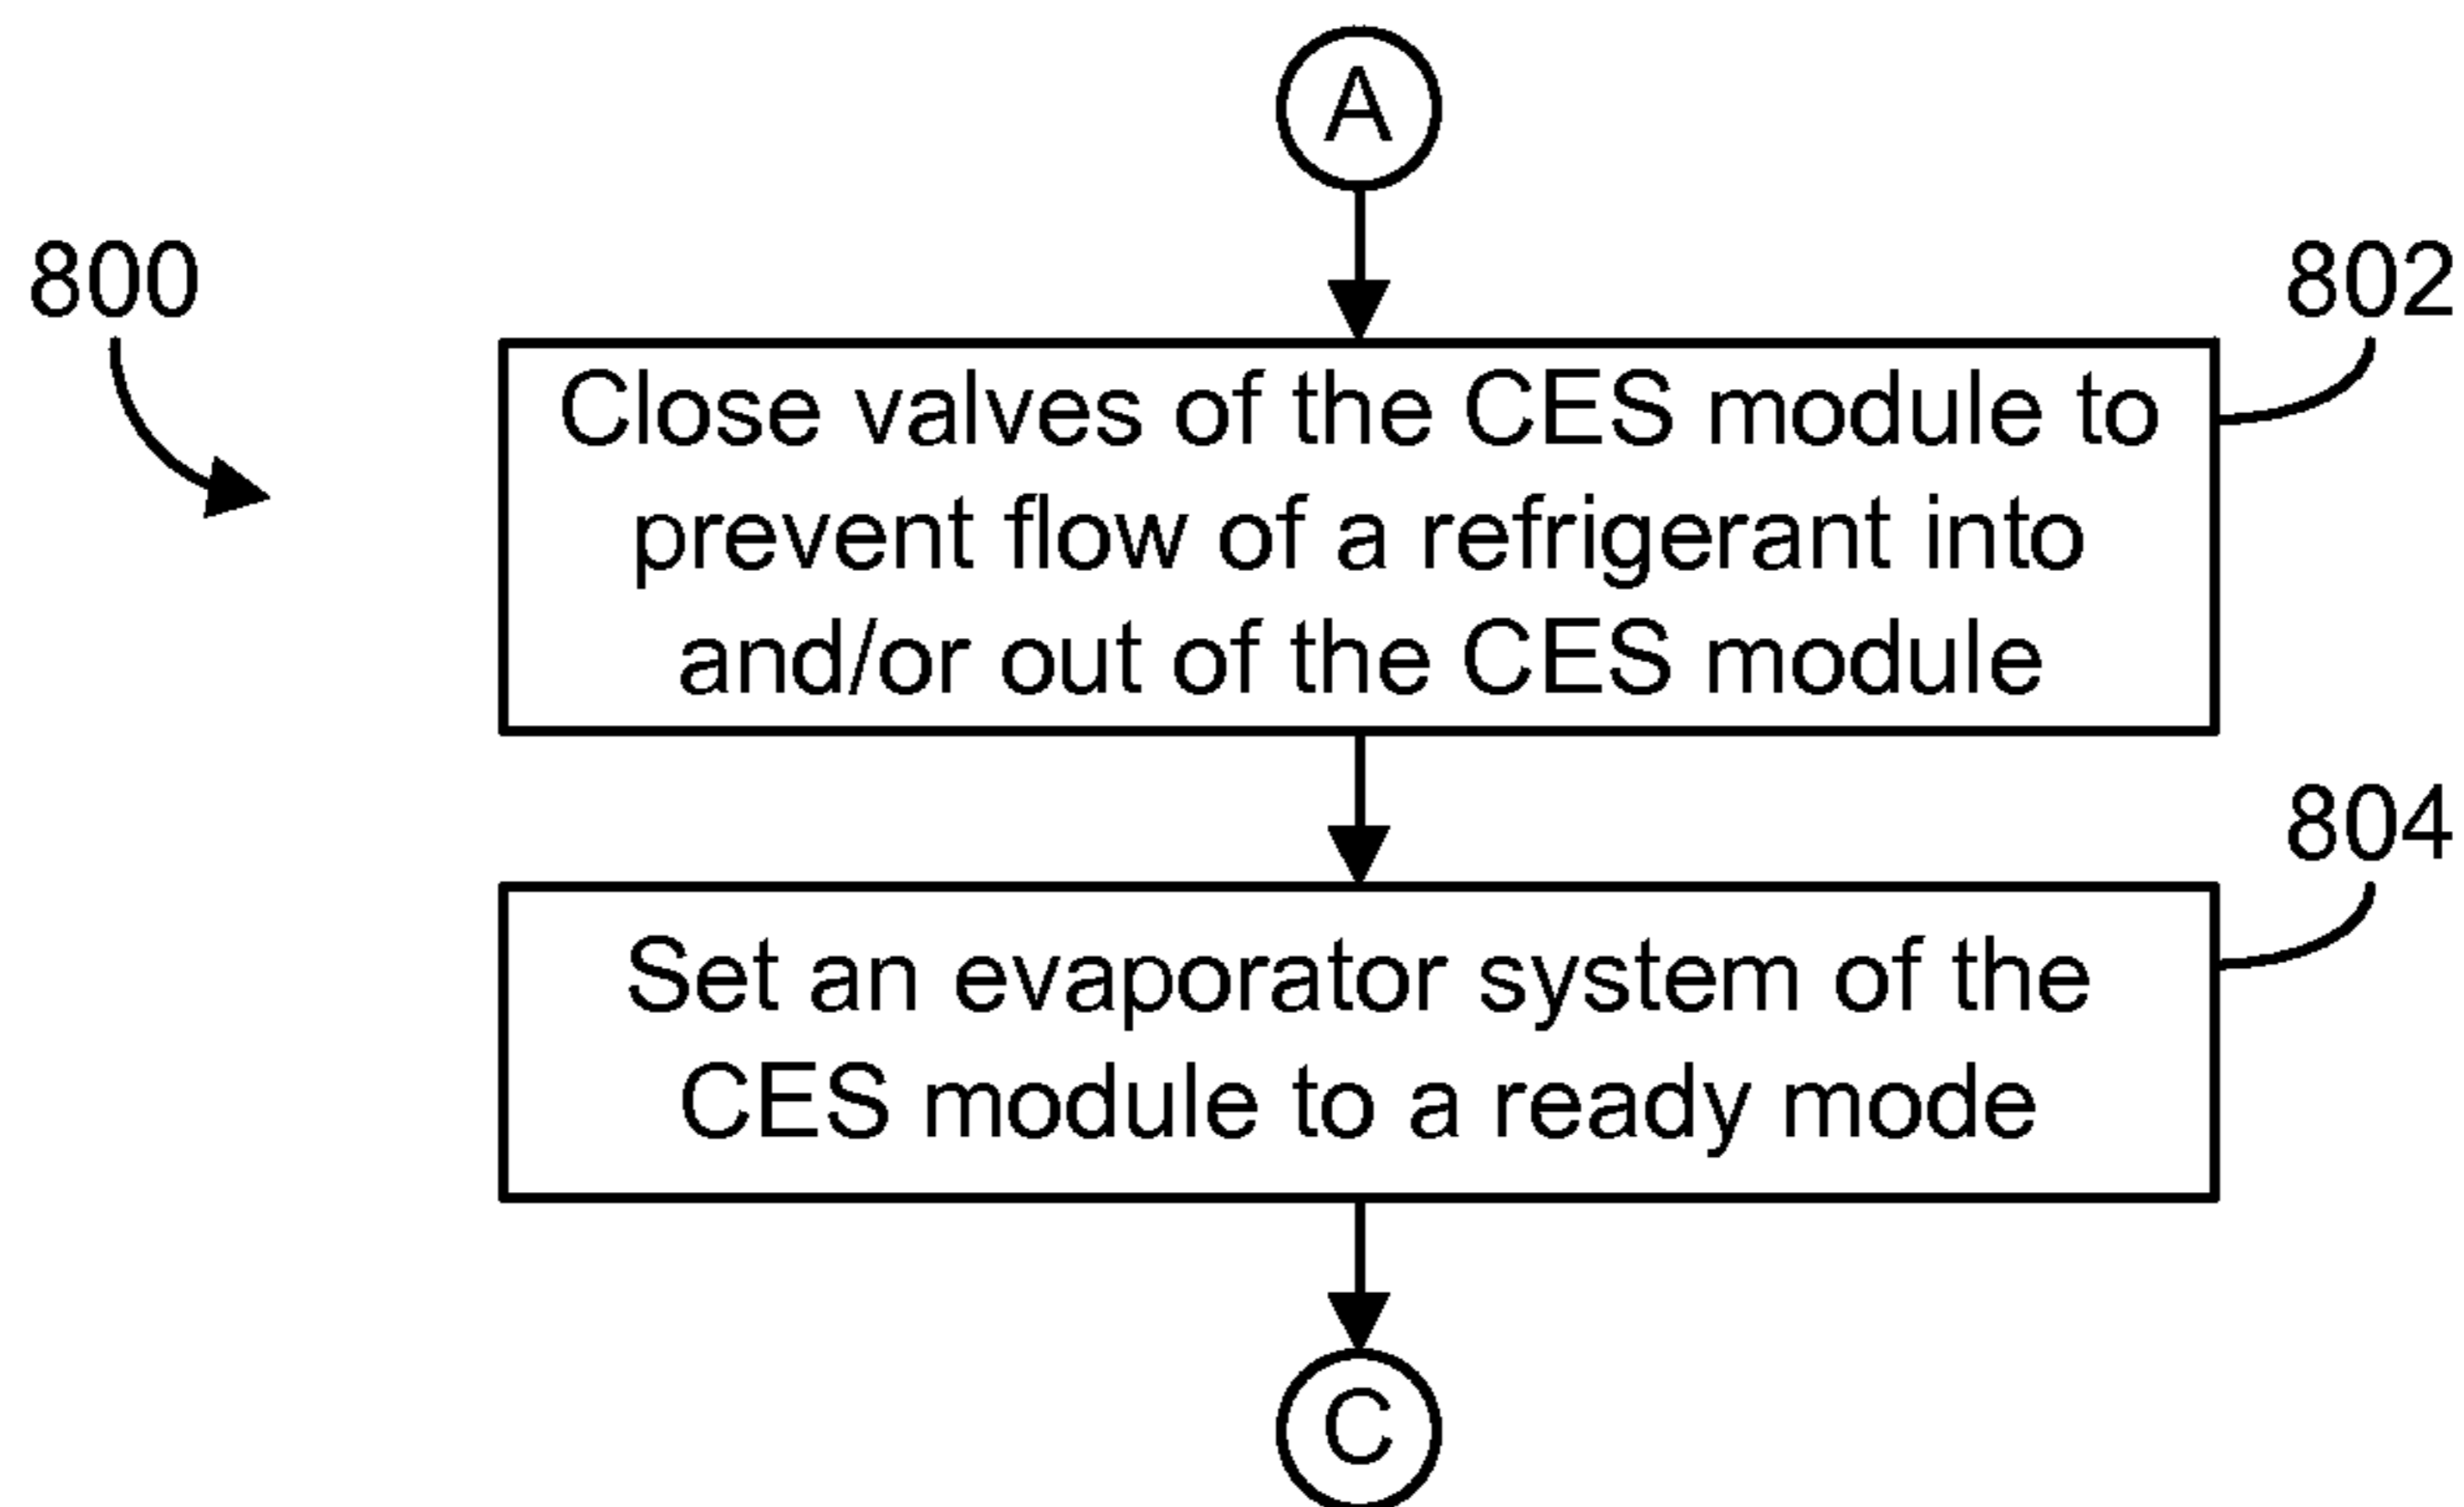 A
800
802
Close valves of the CES module to
prevent flow of a refrigerant into
and/or out of the CES module
804
Set an evaporator system of the
CES module to a ready mode
C